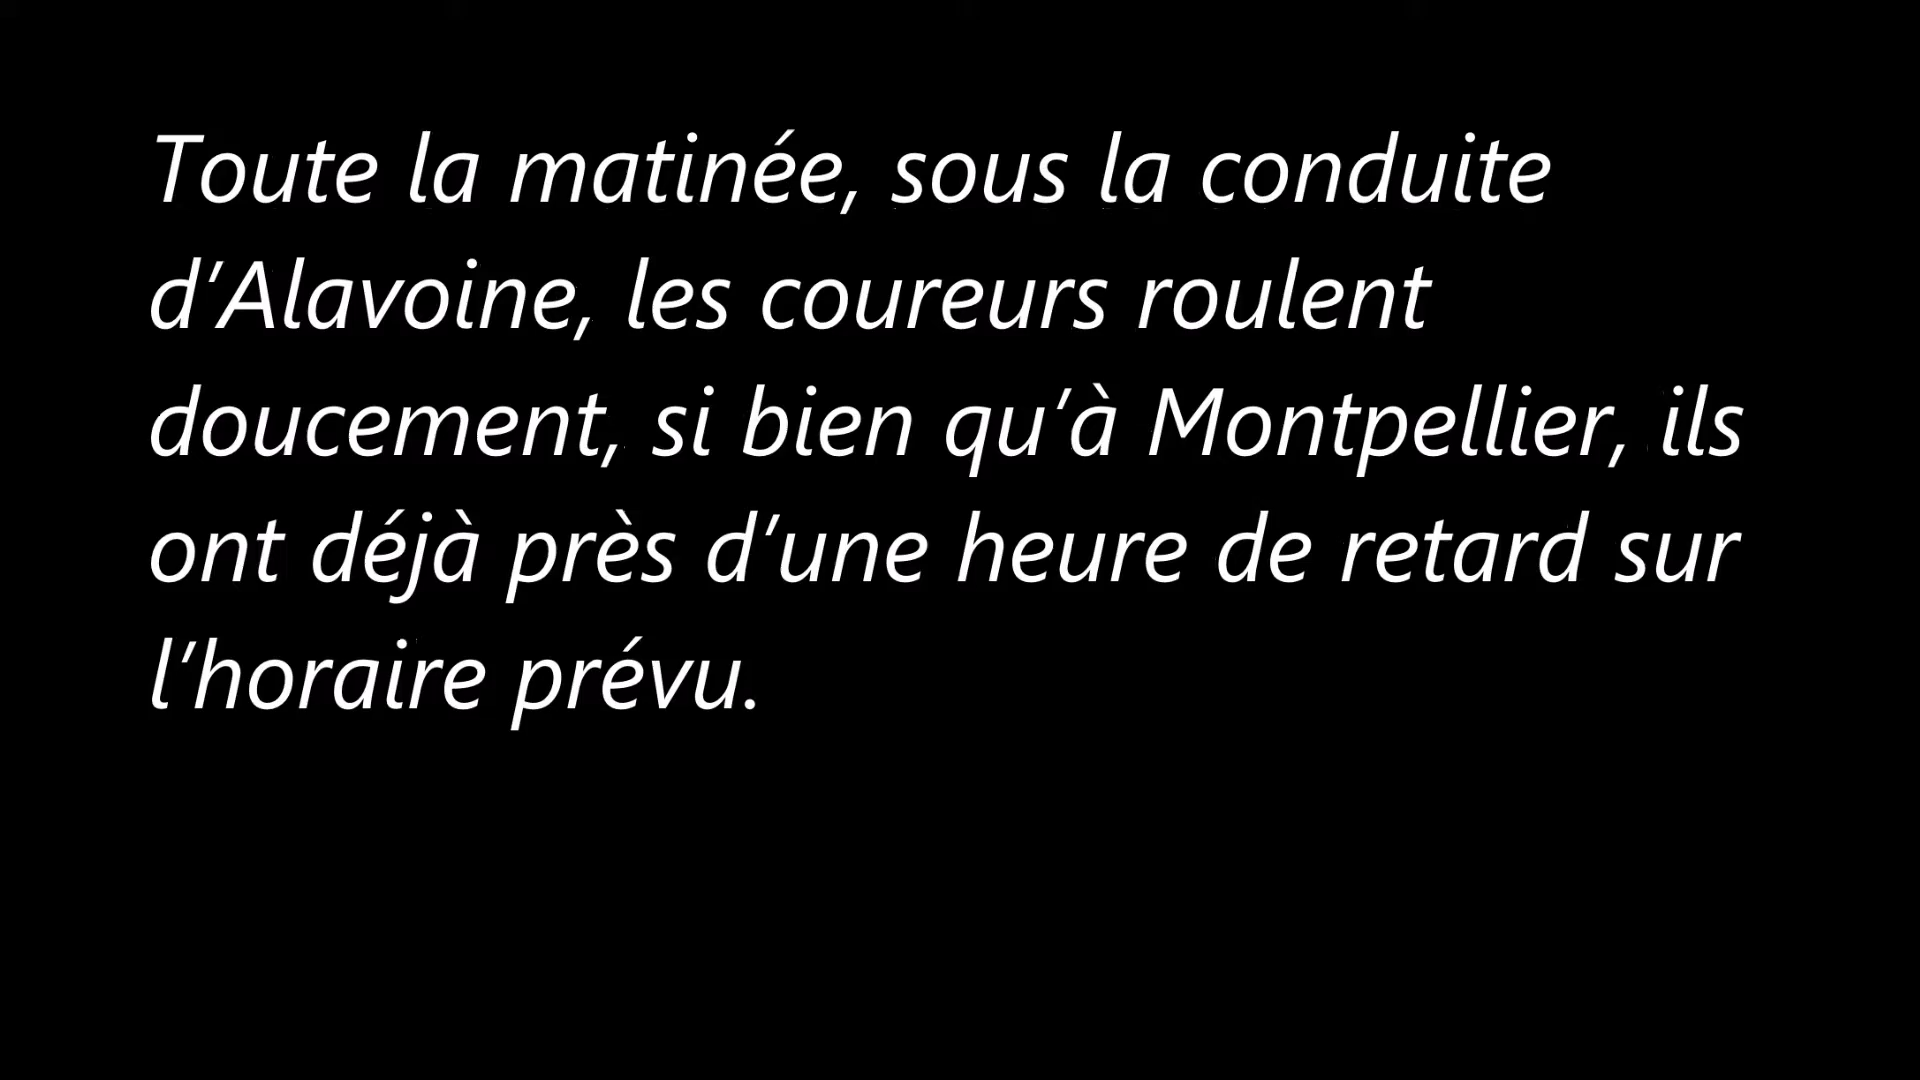 Toute la matinée, sous la conduite
d’Alavoine, les coureurs roulent
doucement, si bien qu’à Montpellier, ils
ont déjà près d’une heure de retard sur
l’horaire prévu.